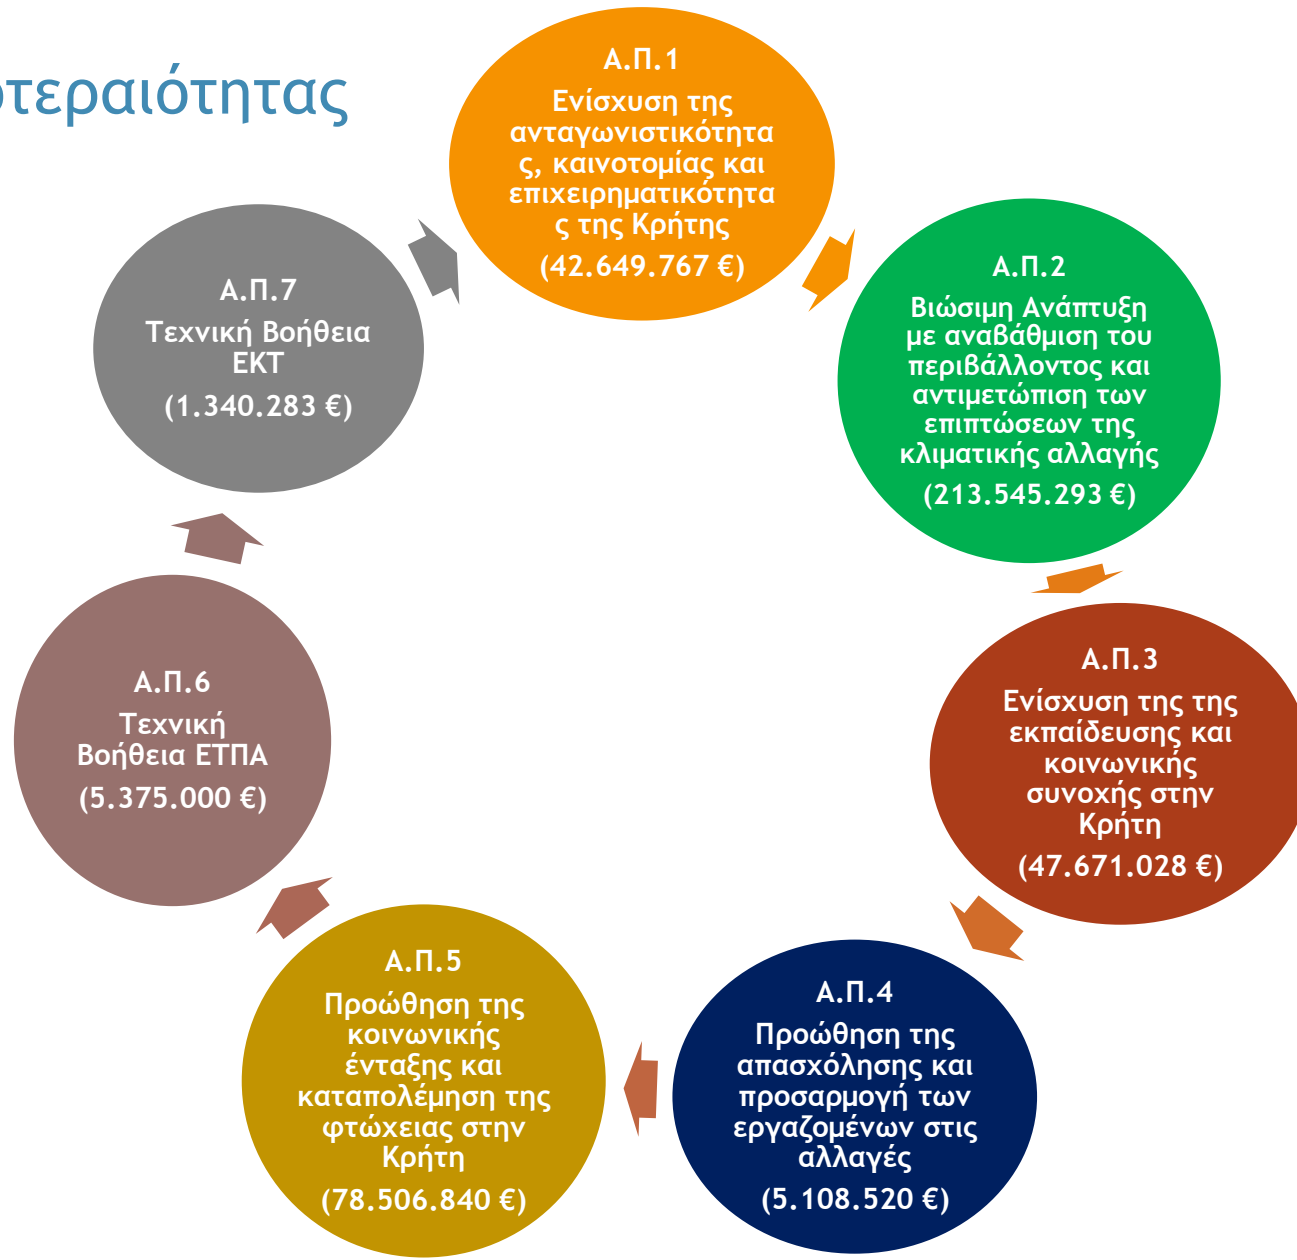 οτεραιότητας
Α.Π.1
Ενίσχυση της
ανταγωνιστικότητα
ς, καινοτομίας και
επιχειρηματικότητα
ς της Κρήτης
(42.649.767 €)
Α.Π.2
Βιώσιμη Ανάπτυξη
με αναβάθμιση του
περιβάλλοντος και
αντιμετώπιση των
επιπτώσεων της
κλιματικής αλλαγής
(213.545.293 €)
Α.Π.3
Ενίσχυση της της
εκπαίδευσης και
κοινωνικής
συνοχής στην
Κρήτη
(47.671.028 €)
Α.Π.4
Προώθηση της
απασχόλησης και
προσαρμογή των
εργαζομένων στις
αλλαγές
(5.108.520 €)
Α.Π.5
Προώθηση της
κοινωνικής
ένταξης και
καταπολέμηση της
φτώχειας στην
Κρήτη
(78.506.840 €)
Α.Π.6
Τεχνική
Βοήθεια ΕΤΠΑ
(5.375.000 €)
Α.Π.7
Τεχνική Βοήθεια
ΕΚΤ
(1.340.283 €)